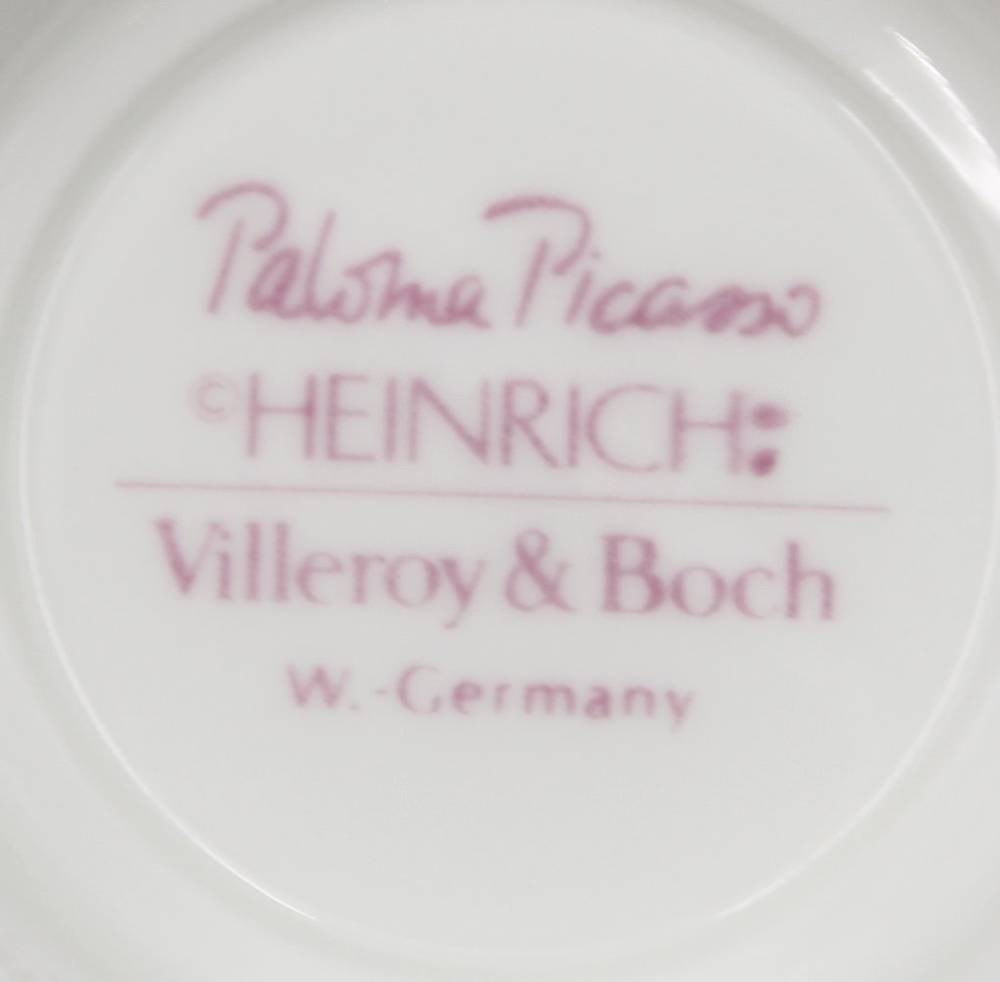 Paloma Picasso
©HEINRICH:
Villeroy & Boch
W.-Germany